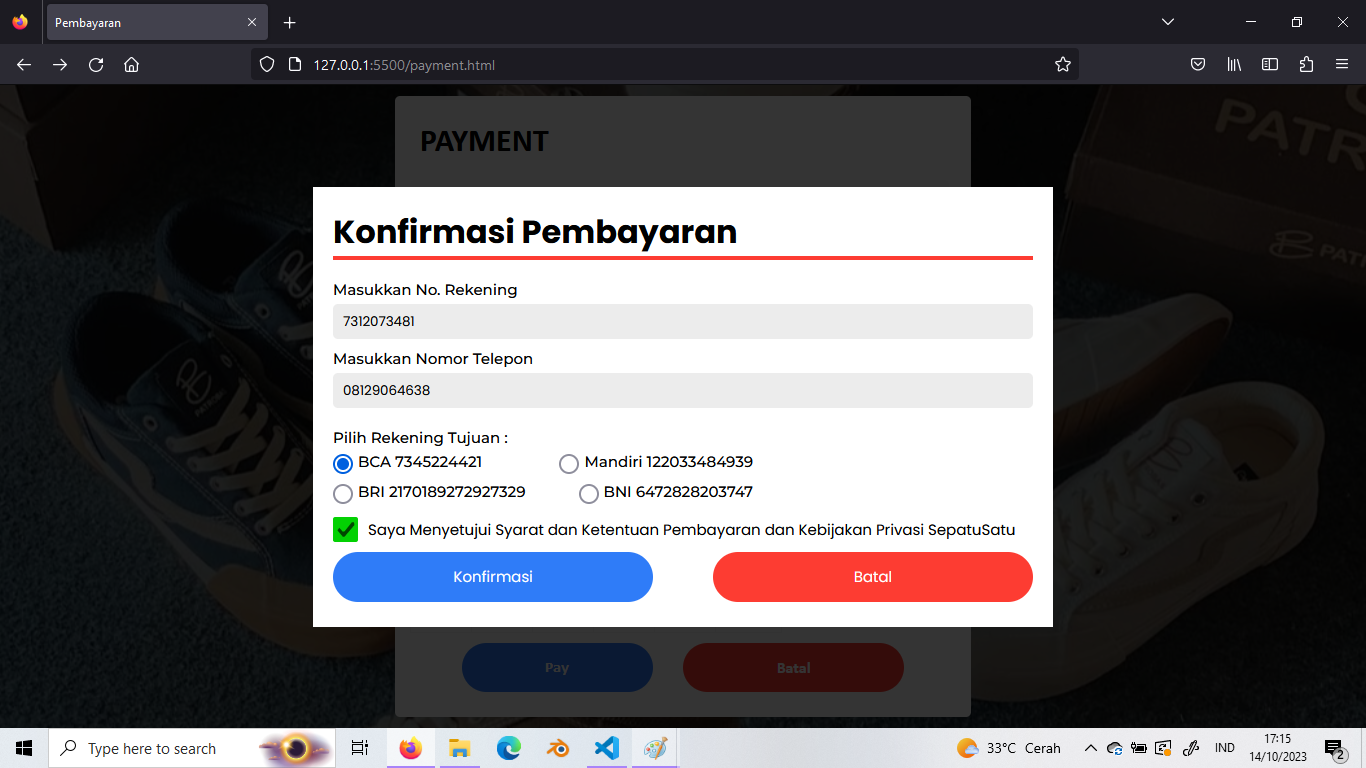 Pembayaran
127.0.0.1:5500/payment.html
PAYMENT
PATR
PATR
Konfirmasi Pembayaran
Masukkan No. Rekening
7312073481
Masukkan Nomor Telepon
08129064638
Pilih Rekening Tujuan :
BCA 7345224421 Mandiri 122033484939
BRI 2170189272927329 BNI 6472828203747
Saya Menyetujui Syarat dan Ketentuan Pembayaran dan Kebijakan Privasi SepatuSatu
Konfirmasi Batal
Pay Batal
Type here to search
33°C Cerah
IND
17:15
14/10/2023
2